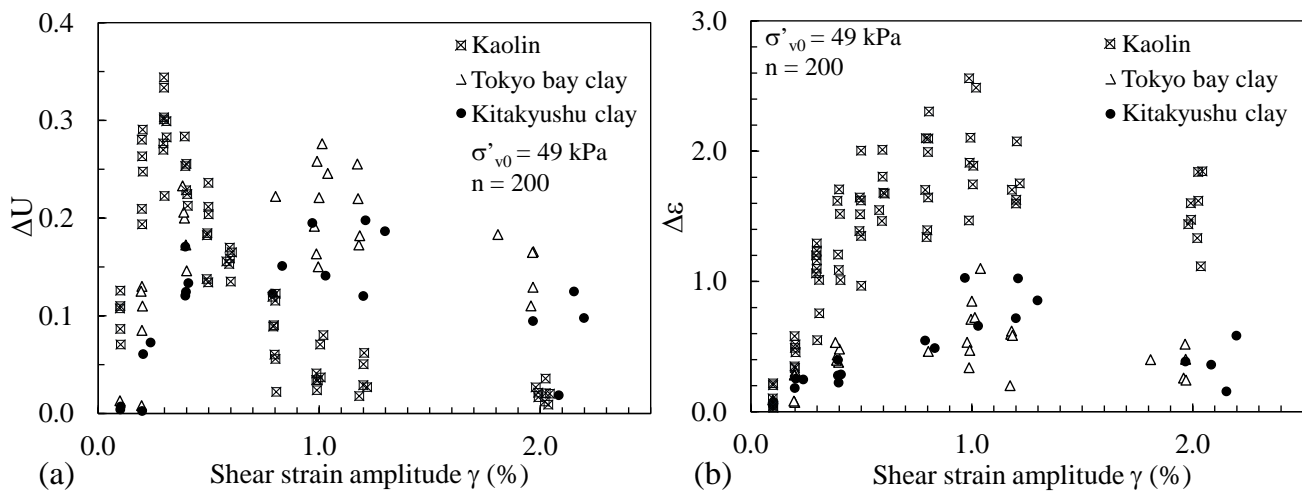 0.4
0.3
0.2
0.1
0.0
ΔU
Kaolin
Tokyo bay clay
Kitakyushu clay
σ'v0 = 49 kPa
n = 200
0.0 1.0 2.0
(a) Shear strain amplitude γ (%)
3.0
2.0
1.0
0.0
Δε
σ'v0 = 49 kPa
n = 200
Kaolin
Tokyo bay clay
Kitakyushu clay
0.0 1.0 2.0
(b) Shear strain amplitude γ (%)